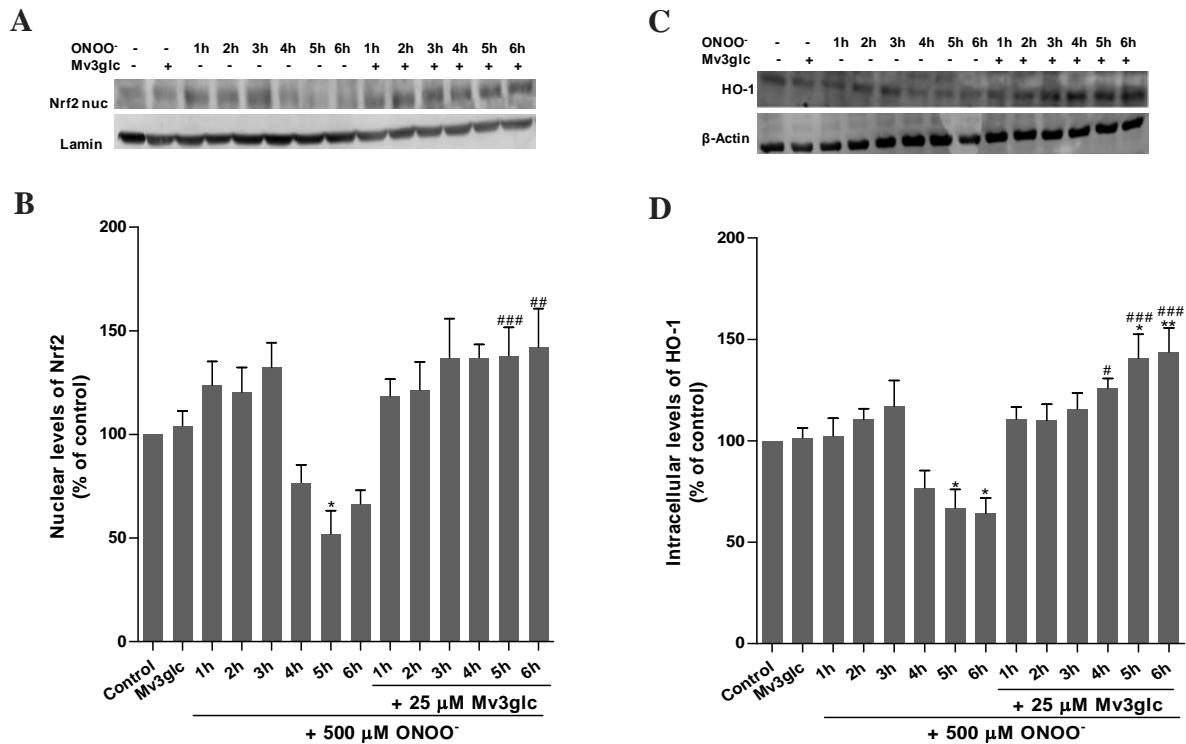 A
ONOO⁻ - - 1h 2h 3h 4h 5h 6h 1h 2h 3h 4h 5h 6h
Mv3glc - + - - - - - - + + + + + +
Nrf2 nuc
Lamin
B
Nuclear levels of Nrf2
(% of control)
200
150
100
50
0
*
###
##
Control Mv3glc 1h 2h 3h 4h 5h 6h 1h 2h 3h 4h 5h 6h
+ 25 μM Mv3glc
+ 500 μM ONOO⁻
C
ONOO⁻ - - 1h 2h 3h 4h 5h 6h 1h 2h 3h 4h 5h 6h
Mv3glc - + - - - - - - + + + + + +
HO-1
β-Actin
D
Intracellular levels of HO-1
(% of control)
200
150
100
50
0
* * # ### * ### **
Control Mv3glc 1h 2h 3h 4h 5h 6h 1h 2h 3h 4h 5h 6h
+ 25 μM Mv3glc
+ 500 μM ONOO⁻